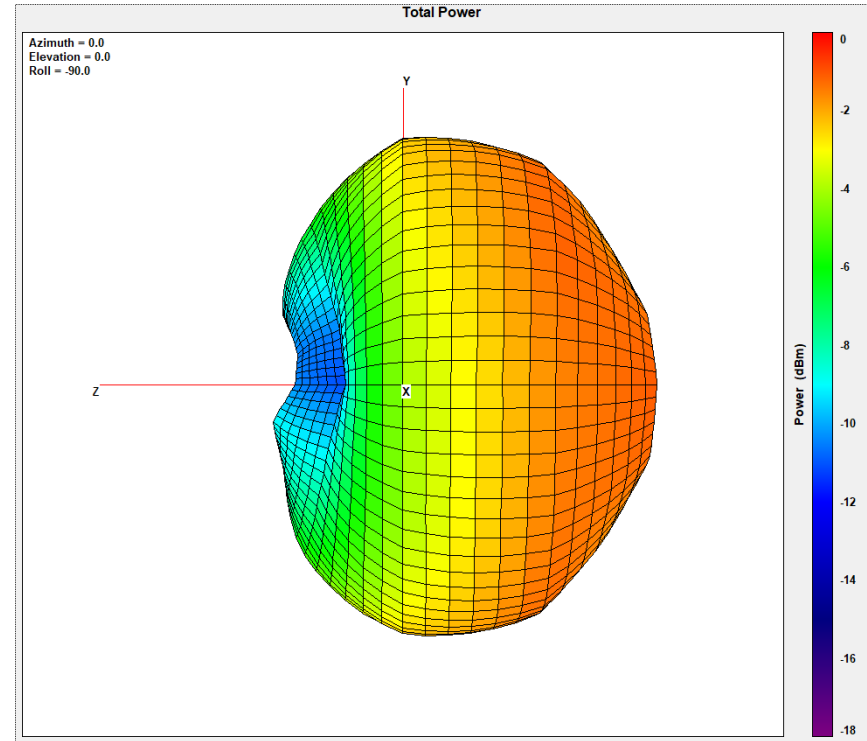 Total Power
Azimuth = 0.0
Elevation = 0.0
Roll = -90.0
Y
Z
X
0
-2
-4
-6
-8
-10
-12
-14
-16
-18
Power (dBm)